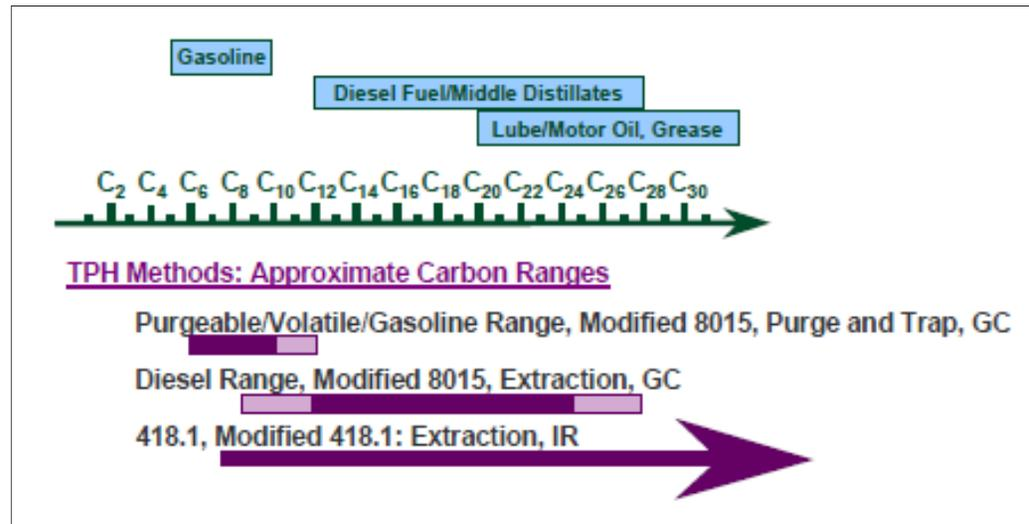 Gasoline
Diesel Fuel/Middle Distillates
Lube/Motor Oil, Grease
C2 C4 C6 C8 C10 C12 C14 C16 C18 C20 C22 C24 C26 C28 C30
TPH Methods: Approximate Carbon Ranges
Purgeable/Volatile/Gasoline Range, Modified 8015, Purge and Trap, GC
Diesel Range, Modified 8015, Extraction, GC
418.1, Modified 418.1: Extraction, IR